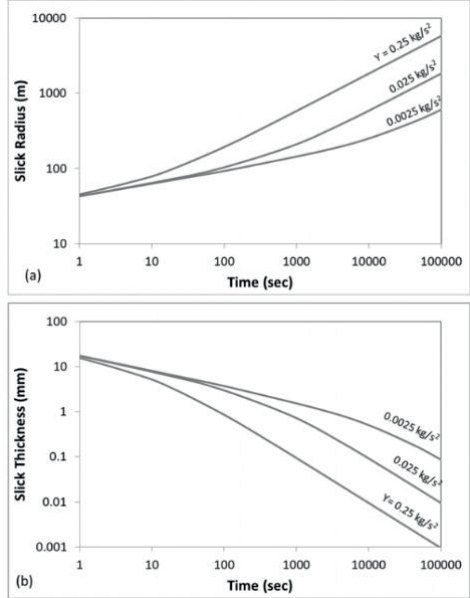 10000
1000
100
10
Slick Radius (m)
Y = 0.25 kg/s²
0.025 kg/s²
0.0025 kg/s²
1 10 100 1000 10000 100000
Time (sec)
(a)
100
10
1
0.1
0.01
0.001
Slick Thickness (mm)
0.0025 kg/s²
0.025 kg/s²
Y= 0.25 kg/s²
1 10 100 1000 10000 100000
Time (sec)
(b)